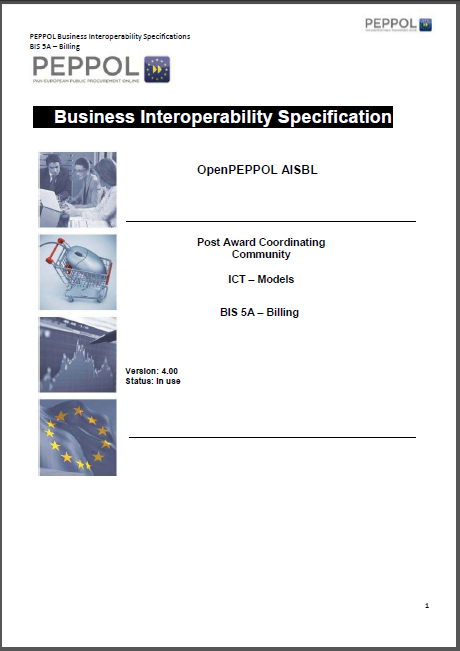 PEPPOL
PEPPOL Business Interoperability Specifications
BIS 5A – Billing
PEPPOL
PAN-EUROPEAN PUBLIC PROCUREMENT ONLINE
Business Interoperability Specification
OpenPEPPOL AISBL
Post Award Coordinating
Community
ICT – Models
BIS 5A – Billing
Version: 4.00
Status: In use
1